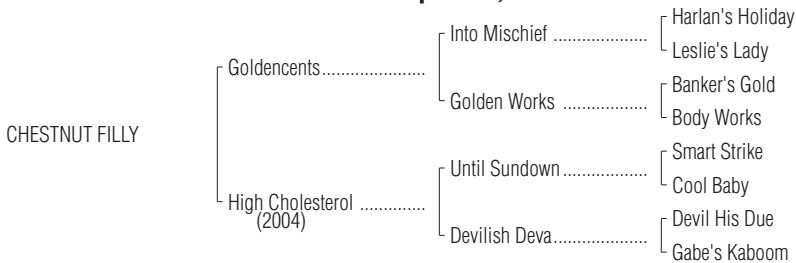 Harlan's Holiday
Into Mischief ....................
Leslie's Lady
Goldencents......................
Banker's Gold
Golden Works ..................
Body Works
CHESTNUT FILLY
Smart Strike
Until Sundown..................
Cool Baby
High Cholesterol ..............
(2004)
Devil His Due
Devilish Deva....................
Gabe's Kaboom